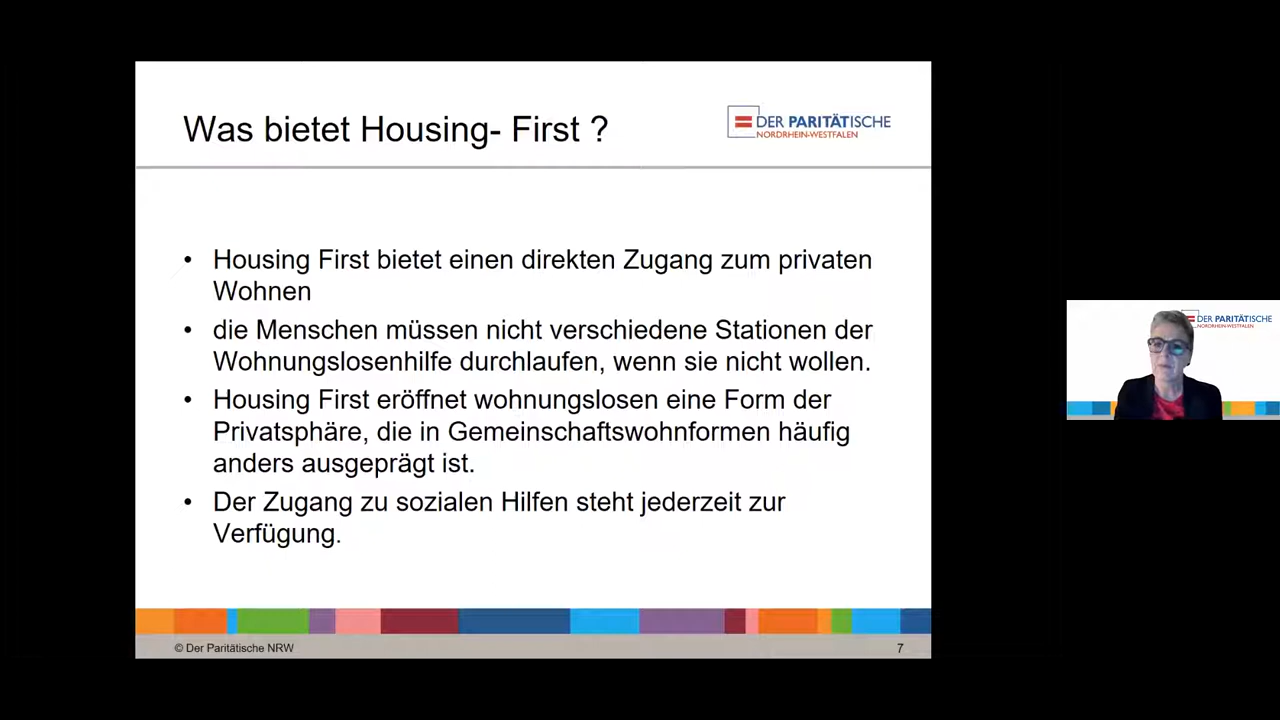 Was bietet Housing- First ?
DER PARITÄTISCHE
NORDRHEIN-WESTFALEN
• Housing First bietet einen direkten Zugang zum privaten
Wohnen
• die Menschen müssen nicht verschiedene Stationen der
Wohnungslosenhilfe durchlaufen, wenn sie nicht wollen.
• Housing First eröffnet wohnungslosen eine Form der
Privatsphäre, die in Gemeinschaftswohnformen häufig
anders ausgeprägt ist.
• Der Zugang zu sozialen Hilfen steht jederzeit zur
Verfügung.
© Der Paritätische NRW
7
DER PARITÄTISCHE
NORDRHEIN-WESTFALEN